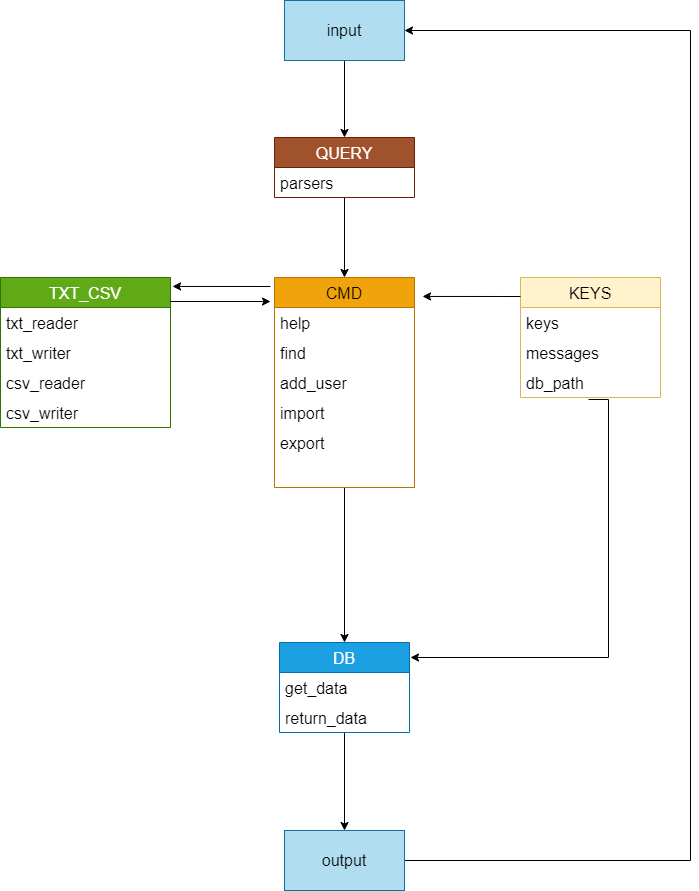 input
QUERY
parsers
TXT_CSV
txt_reader
txt_writer
csv_reader
csv_writer
CMD
help
find
add_user
import
export
KEYS
keys
messages
db_path
DB
get_data
return_data
output